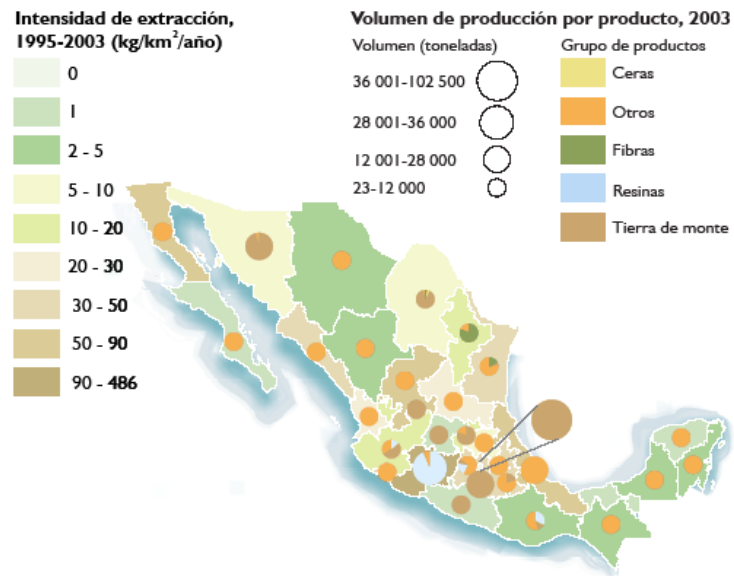 Intensidad de extracción,
1995-2003 (kg/km²/año)
0
1
2 - 5
5 - 10
10 - 20
20 - 30
30 - 50
50 - 90
90 - 486
Volumen de producción por producto, 2003
Volumen (toneladas)
36 001-102 500
28 001-36 000
12 001-28 000
23-12 000
Grupo de productos
Ceras
Otros
Fibras
Resinas
Tierra de monte